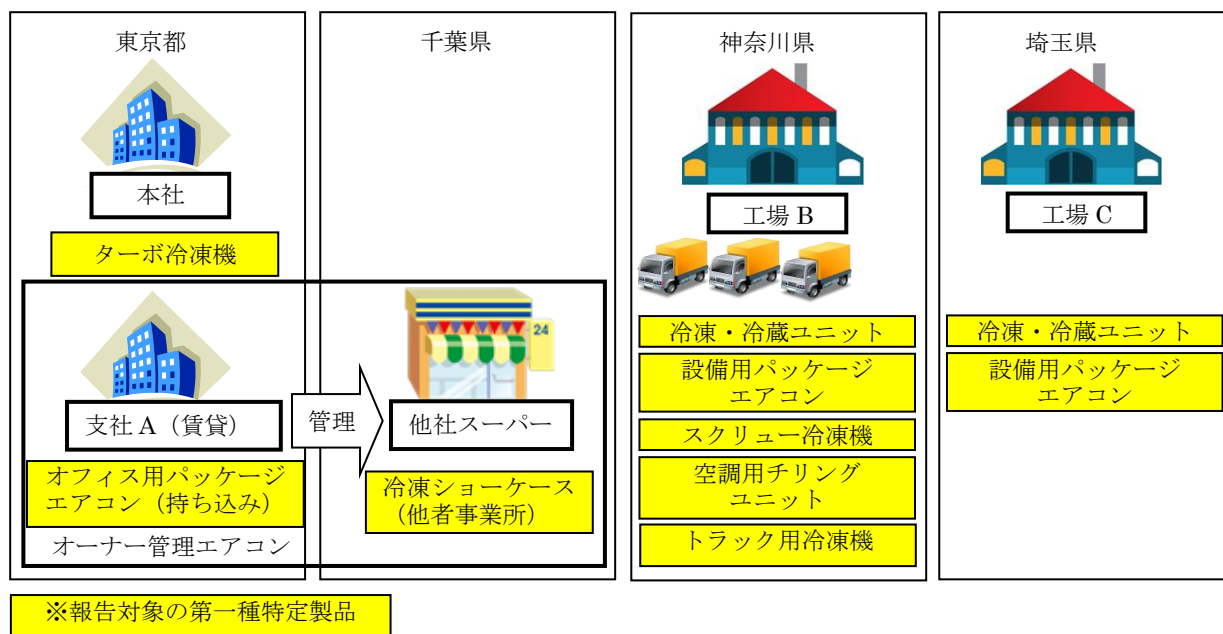 東京都
本社
ターボ冷凍機
支社 A（賃貸）
オフィス用パッケージ
エアコン（持ち込み）
オーナー管理エアコン
管理
千葉県
24
他社スーパー
冷凍ショーケース
（他者事業所）
神奈川県
工場 B
冷凍・冷蔵ユニット
設備用パッケージ
エアコン
スクリュー冷凍機
空調用チリング
ユニット
トラック用冷凍機
埼玉県
工場 C
冷凍・冷蔵ユニット
設備用パッケージ
エアコン
※報告対象の第一種特定製品